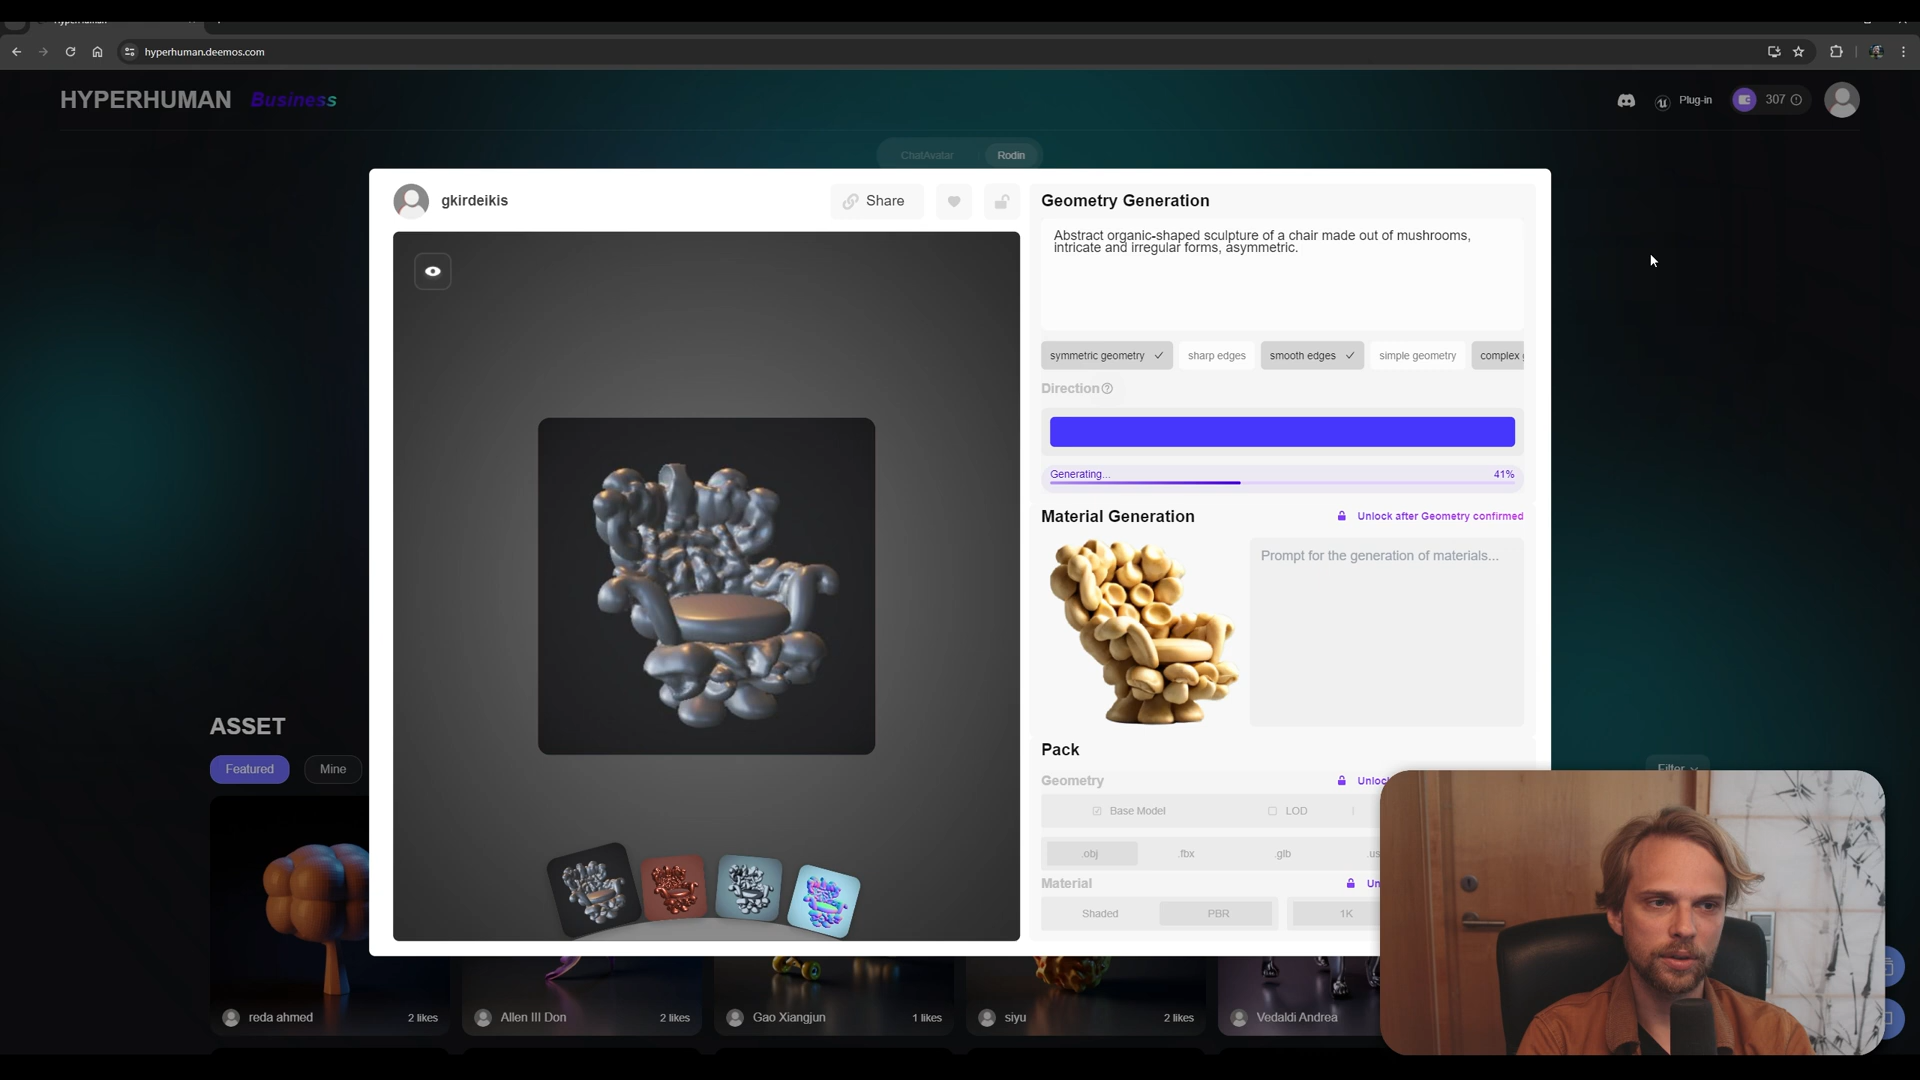 hyperhuman.deemos.com
HYPERHUMAN Business
Plug-in 307
ChatAvatar Rodin
gkirdeikis
Share
Geometry Generation
Abstract organic-shaped sculpture of a chair made out of mushrooms,
intricate and irregular forms, asymmetric.
symmetric geometry sharp edges smooth edges simple geometry complex
Direction
Generating... 41%
Material Generation Unlock after Geometry confirmed
Prompt for the generation of materials...
Pack
Geometry
Base Model LOD
.obj .fbx .glb
Material
Shaded PBR 1K
ASSET
Featured Mine Filter
reda ahmed 2 likes
Allen III Don 2 likes
Gao Xiangjun 1 likes
siyu 2 likes
Vedaldi Andrea